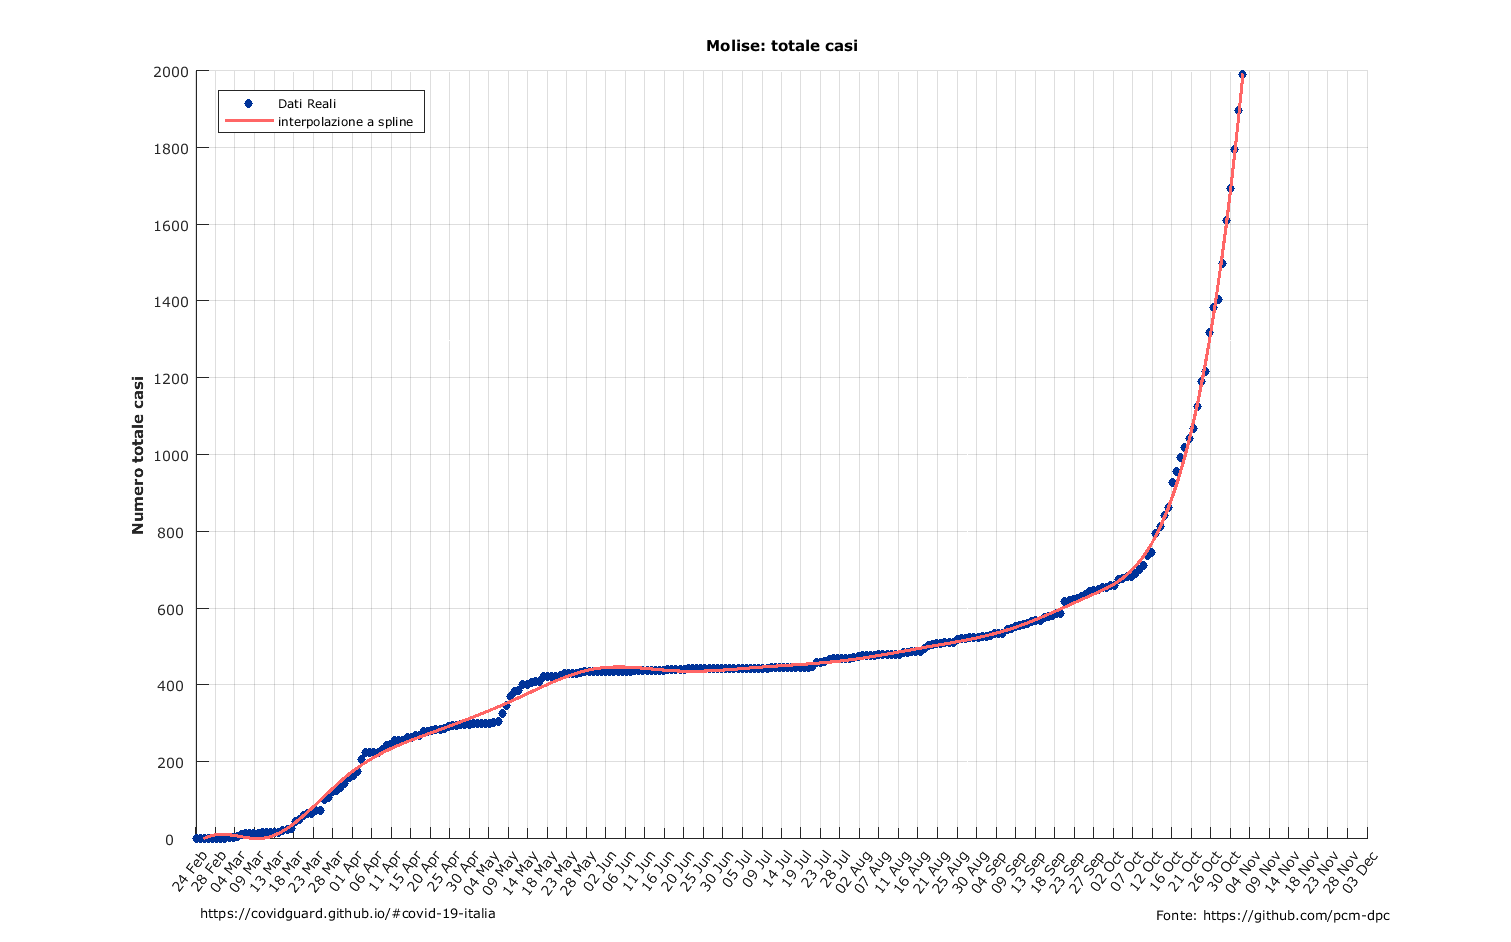 Molise: totale casi
Dati Reali
interpolazione a spline
Numero totale casi
2000
1800
1600
1400
1200
1000
800
600
400
200
0
24 Feb
28 Feb
04 Mar
09 Mar
13 Mar
18 Mar
23 Mar
28 Mar
01 Apr
06 Apr
11 Apr
15 Apr
20 Apr
25 Apr
30 Apr
04 May
09 May
14 May
18 May
23 May
28 May
02 Jun
06 Jun
11 Jun
16 Jun
20 Jun
25 Jun
30 Jun
05 Jul
09 Jul
14 Jul
19 Jul
23 Jul
28 Jul
02 Aug
07 Aug
11 Aug
16 Aug
21 Aug
25 Aug
30 Aug
04 Sep
09 Sep
13 Sep
18 Sep
23 Sep
27 Sep
02 Oct
07 Oct
12 Oct
16 Oct
21 Oct
26 Oct
30 Oct
04 Nov
09 Nov
14 Nov
18 Nov
23 Nov
28 Nov
03 Dec
https://covidguard.github.io/#covid-19-italia
Fonte: https://github.com/pcm-dpc